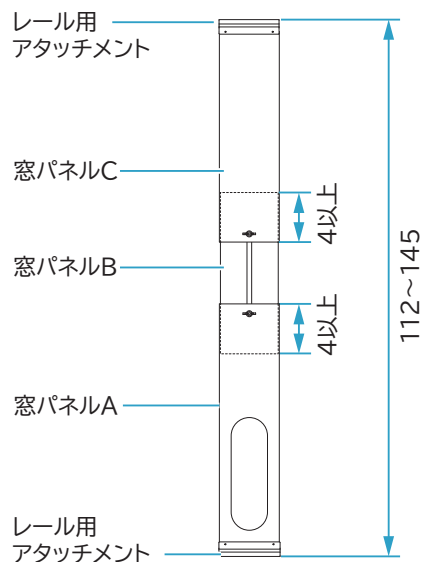 レール用
アタッチメント
窓パネルC
4以上
窓パネルB
112～145
4以上
窓パネルA
レール用
アタッチメント